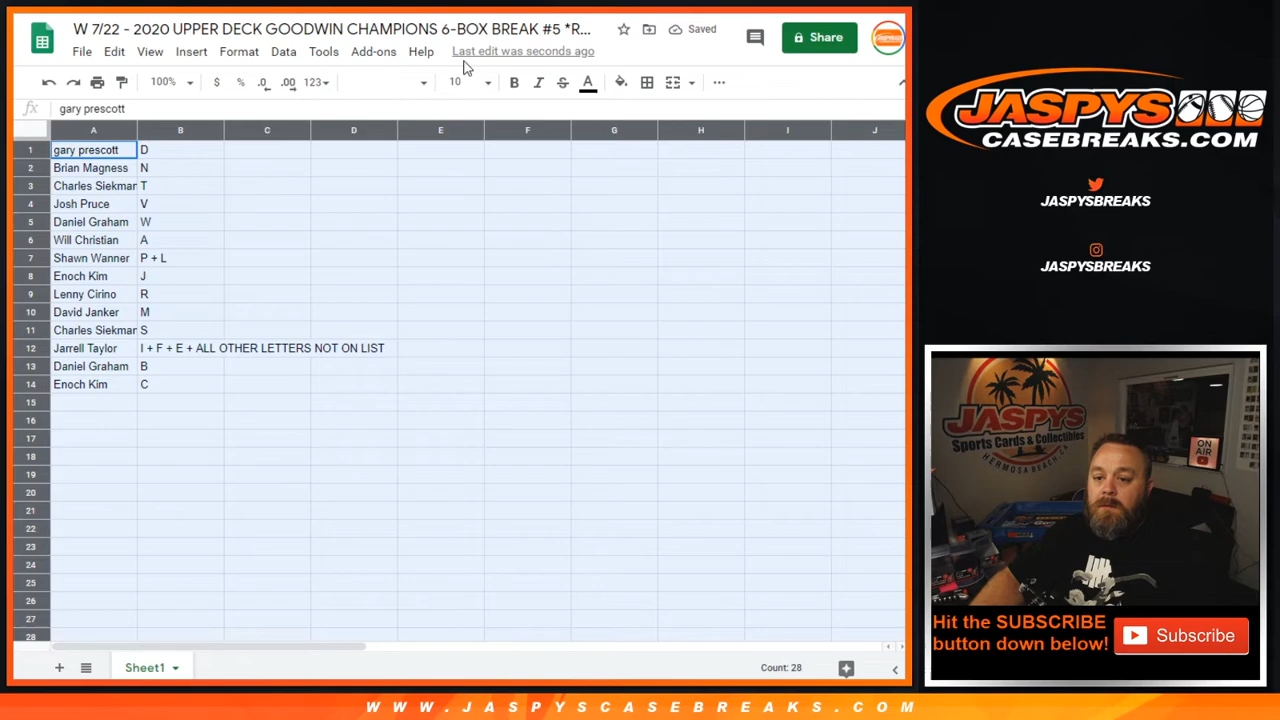 W 7/22 - 2020 UPPER DECK GOODWIN CHAMPIONS 6-BOX BREAK #5 *R...
Saved
Share
File Edit View Insert Format Data Tools Add-ons Help Last edit was seconds ago
100% $ % .0 .00 123 10 B I S A
fx gary prescott
A B C D E F G H I J
1 gary prescott D
2 Brian Magness N
3 Charles Siekman T
4 Josh Pruce V
5 Daniel Graham W
6 Will Christian A
7 Shawn Wanner P + L
8 Enoch Kim J
9 Lenny Cirino R
10 David Janker M
11 Charles Siekman S
12 Jarrell Taylor I + F + E + ALL OTHER LETTERS NOT ON LIST
13 Daniel Graham B
14 Enoch Kim C
15
16
17
18
19
20
21
22
23
24
25
26
27
28
Sheet1
Count: 28
JASPYS
CASEBREAKS.COM
JASPYSBREAKS
JASPYSBREAKS
JASPYS
Sports Cards & Collectibles
HERMOSA BEACH, CA
ON
AIR
Hit the SUBSCRIBE
button down below!
Subscribe
WWW.JASPYSCASEBREAKS.COM